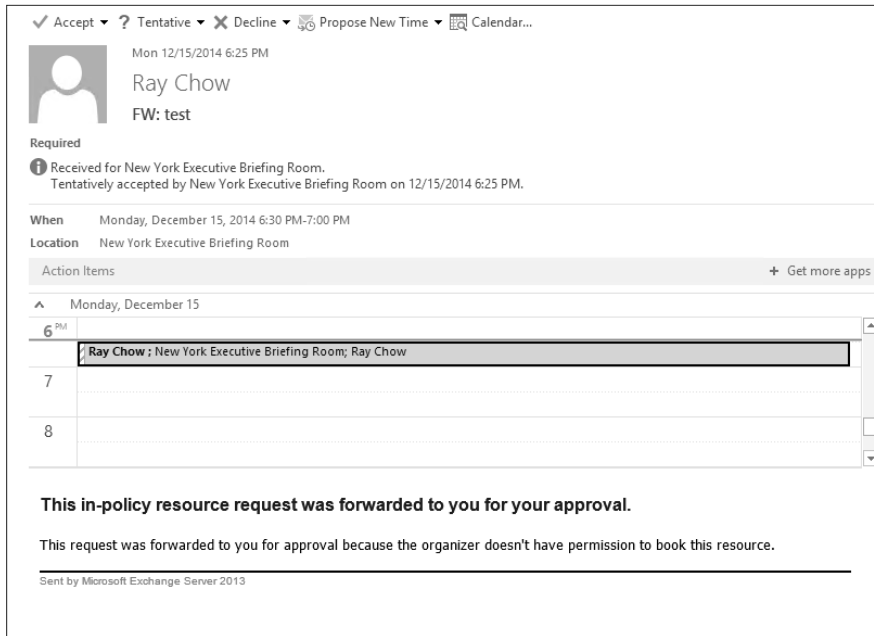 Accept ? Tentative Decline Propose New Time Calendar...
Mon 12/15/2014 6:25 PM
Ray Chow
FW: test
Required
Received for New York Executive Briefing Room.
Tentatively accepted by New York Executive Briefing Room on 12/15/2014 6:25 PM.
When Monday, December 15, 2014 6:30 PM-7:00 PM
Location New York Executive Briefing Room
Action Items + Get more apps
Monday, December 15
6 PM
Ray Chow ; New York Executive Briefing Room; Ray Chow
7
8
This in-policy resource request was forwarded to you for your approval.
This request was forwarded to you for approval because the organizer doesn't have permission to book this resource.
Sent by Microsoft Exchange Server 2013